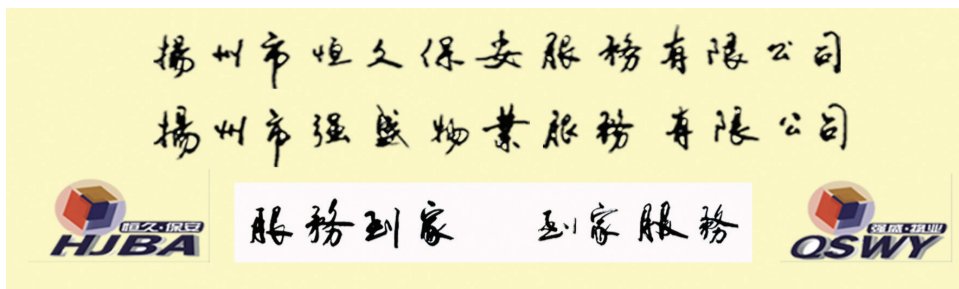 揚州市恒久保安服務有限公司
揚州市强盛物業服務有限公司
服務到家 到家服務
恒久·保安
HJBA
强盛·物业
QSWY